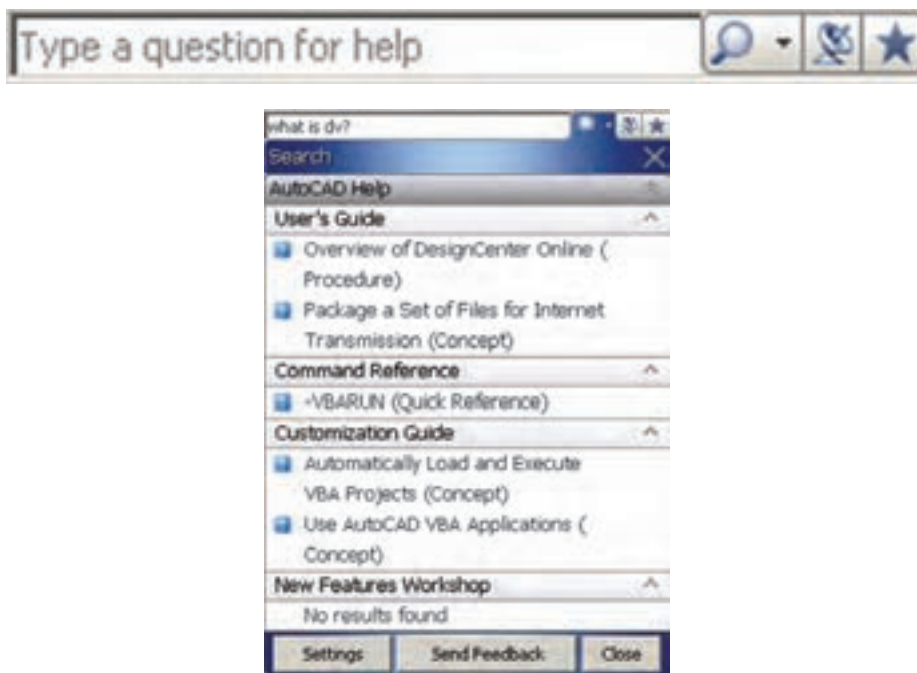 Type a question for help
what is dv?
Search
AutoCAD Help
User's Guide
Overview of DesignCenter Online (
Procedure)
Package a Set of Files for Internet
Transmission (Concept)
Command Reference
-VBARUN (Quick Reference)
Customization Guide
Automatically Load and Execute
VBA Projects (Concept)
Use AutoCAD VBA Applications (
Concept)
New Features Workshop
No results found
Settings Send Feedback Close